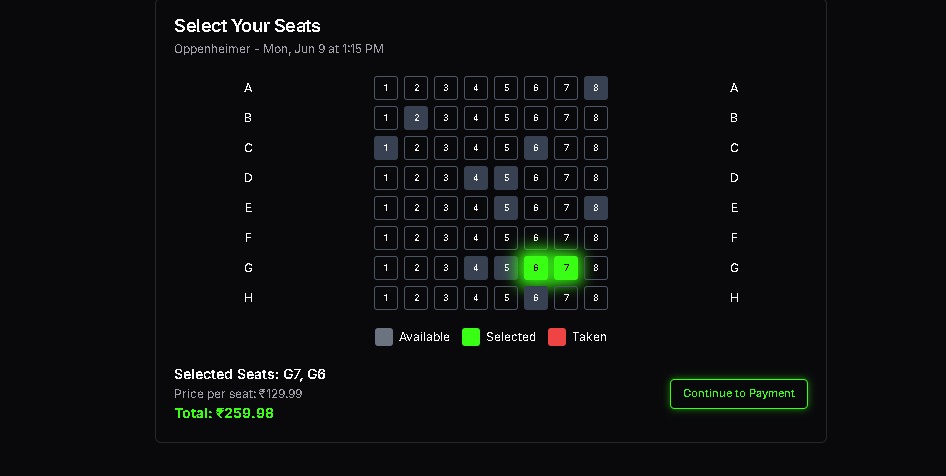 Select Your Seats
Oppenheimer - Mon, Jun 9 at 1:15 PM
A 1 2 3 4 5 6 7 8 A
B 1 2 3 4 5 6 7 8 B
C 1 2 3 4 5 6 7 8 C
D 1 2 3 4 5 6 7 8 D
E 1 2 3 4 5 6 7 8 E
F 1 2 3 4 5 6 7 8 F
G 1 2 3 4 5 6 7 8 G
H 1 2 3 4 5 6 7 8 H
Available Selected Taken
Selected Seats: G7, G6
Price per seat: ₹129.99
Total: ₹259.98
Continue to Payment